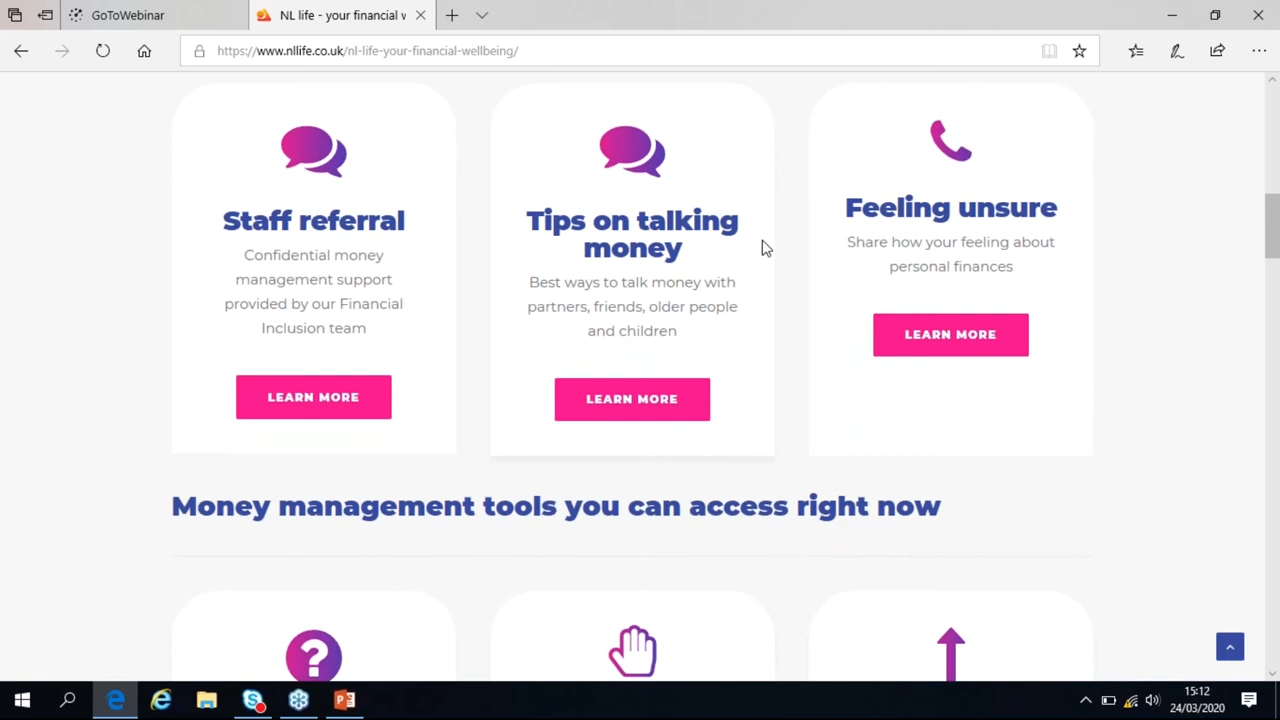 GoToWebinar
NL life - your financial v
https://www.nllife.co.uk/nl-life-your-financial-wellbeing/
Staff referral
Confidential money
management support
provided by our Financial
Inclusion team
LEARN MORE
Tips on talking
money
Best ways to talk money with
partners, friends, older people
and children
LEARN MORE
Feeling unsure
Share how your feeling about
personal finances
LEARN MORE
Money management tools you can access right now
15:12
24/03/2020